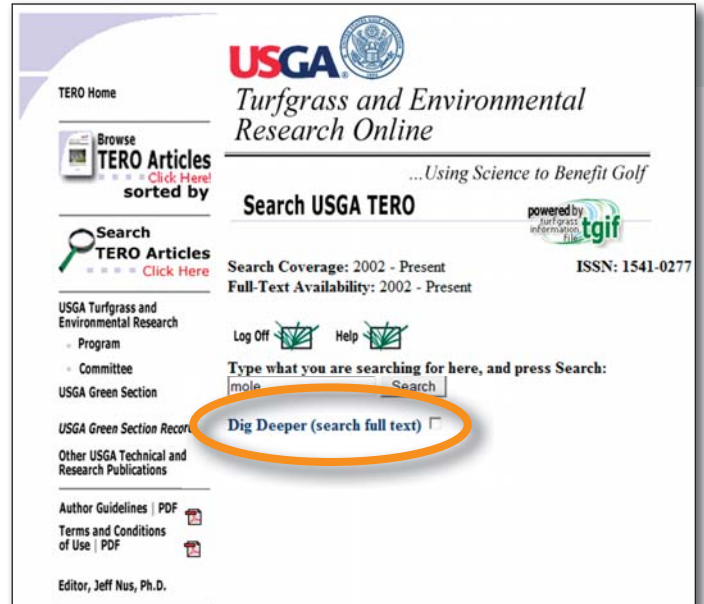 USGA
Turfgrass and Environmental
Research Online
...Using Science to Benefit Golf
TERO Home
Browse
TERO Articles
Click Here!
sorted by
Search
TERO Articles
Click Here
USGA Turfgrass and
Environmental Research
Program
Committee
USGA Green Section
USGA Green Section Recor
Other USGA Technical and
Research Publications
Author Guidelines | PDF
Terms and Conditions
of Use | PDF
Editor, Jeff Nus, Ph.D.
Search USGA TERO
powered by
turfgrass
information
file
tgif
Search Coverage: 2002 - Present
ISSN: 1541-0277
Full-Text Availability: 2002 - Present
Log Off
Help
Type what you are searching for here, and press Search:
mole
Search
Dig Deeper (search full text)